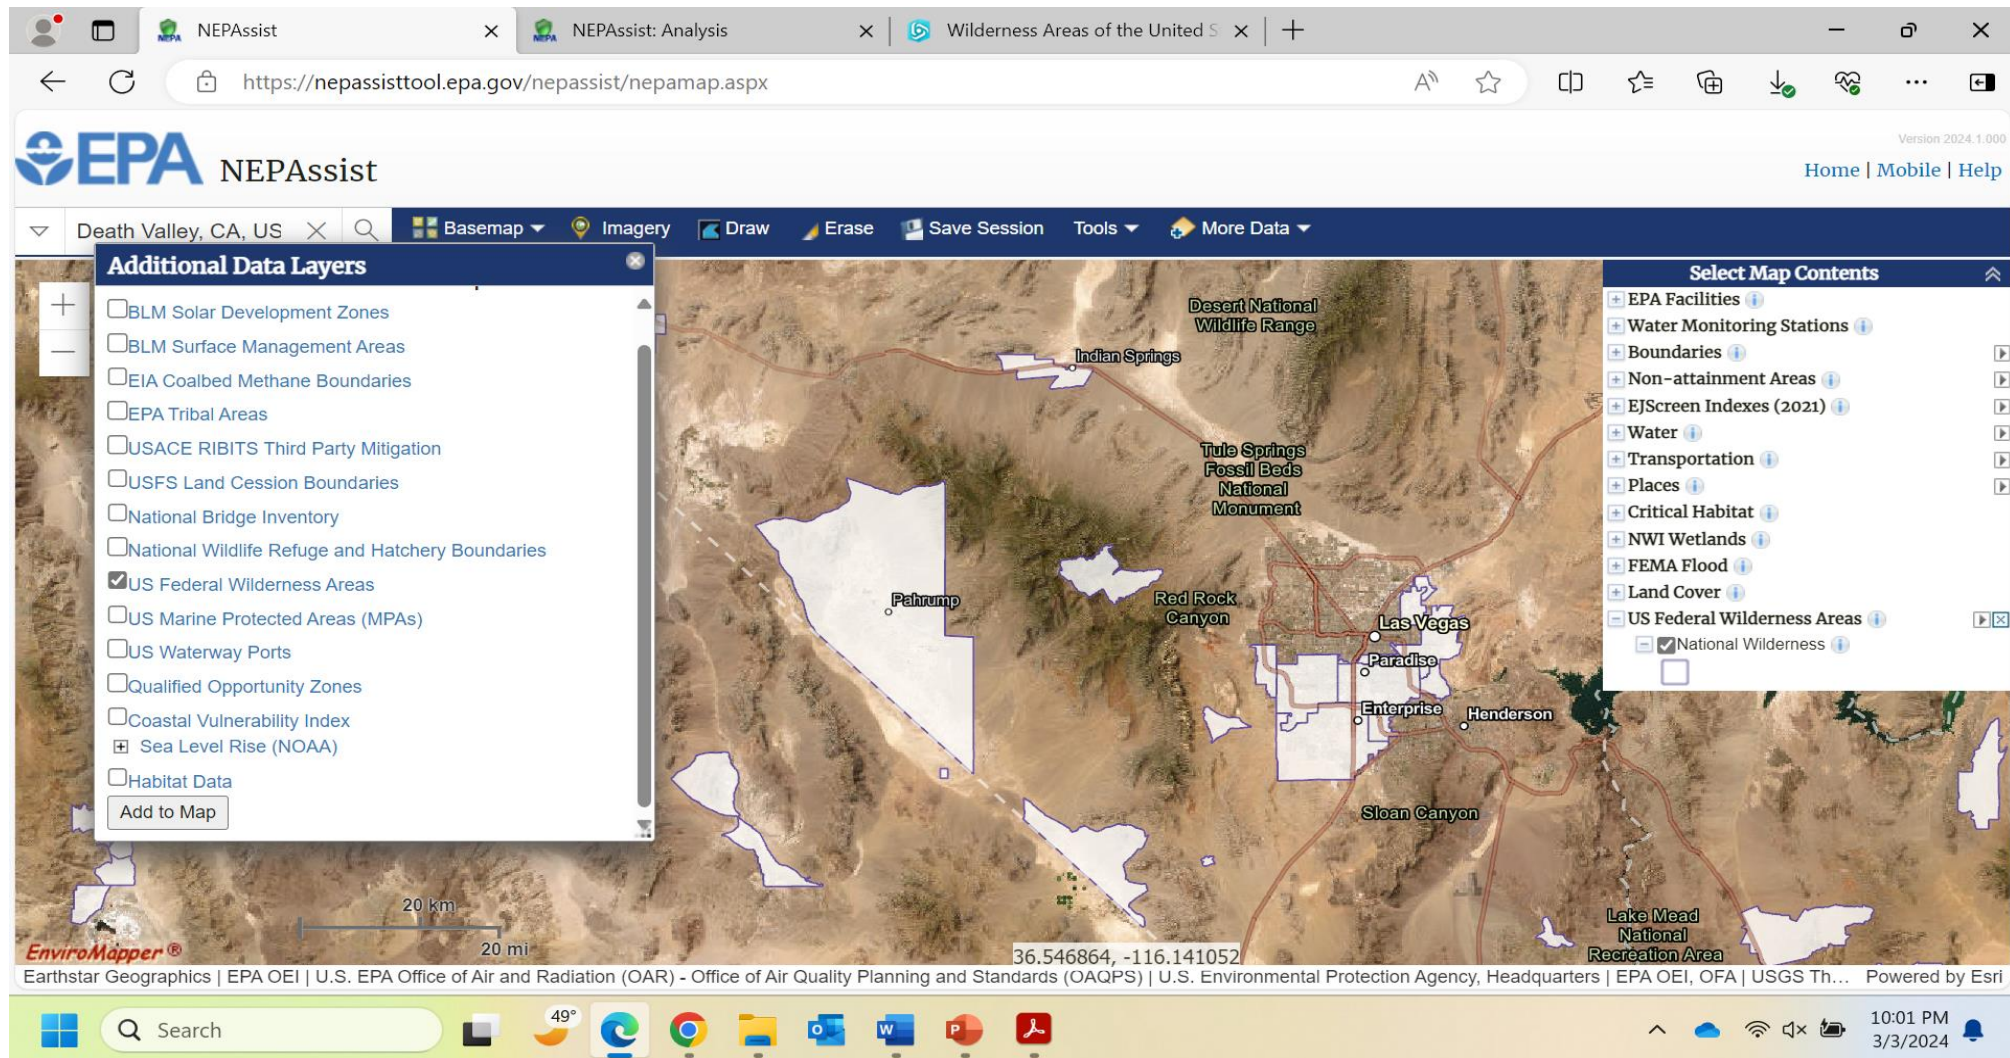 NEPAssist
NEPAssist: Analysis
Wilderness Areas of the United S
https://nepassisttool.epa.gov/nepassist/nepamap.aspx
EPA NEPAssist
Version 2024.1.000
Home | Mobile | Help
Death Valley, CA, US
Basemap
Imagery
Draw
Erase
Save Session
Tools
More Data
Additional Data Layers
BLM Solar Development Zones
BLM Surface Management Areas
EIA Coalbed Methane Boundaries
EPA Tribal Areas
USACE RIBITS Third Party Mitigation
USFS Land Cession Boundaries
National Bridge Inventory
National Wildlife Refuge and Hatchery Boundaries
US Federal Wilderness Areas
US Marine Protected Areas (MPAs)
US Waterway Ports
Qualified Opportunity Zones
Coastal Vulnerability Index
Sea Level Rise (NOAA)
Habitat Data
Add to Map
Desert National
Wildlife Range
Indian Springs
Tule Springs
Fossil Beds
National
Monument
Pahrump
Red Rock
Canyon
Las Vegas
Paradise
Enterprise
Henderson
Sloan Canyon
Lake Mead
National
Recreation Area
Select Map Contents
EPA Facilities
Water Monitoring Stations
Boundaries
Non-attainment Areas
EJScreen Indexes (2021)
Water
Transportation
Places
Critical Habitat
NWI Wetlands
FEMA Flood
Land Cover
US Federal Wilderness Areas
National Wilderness
20 km
20 mi
EnviroMapper ®
36.546864, -116.141052
Earthstar Geographics | EPA OEI | U.S. EPA Office of Air and Radiation (OAR) - Office of Air Quality Planning and Standards (OAQPS) | U.S. Environmental Protection Agency, Headquarters | EPA OEI, OFA | USGS Th... Powered by Esri
Search
49°
10:01 PM
3/3/2024